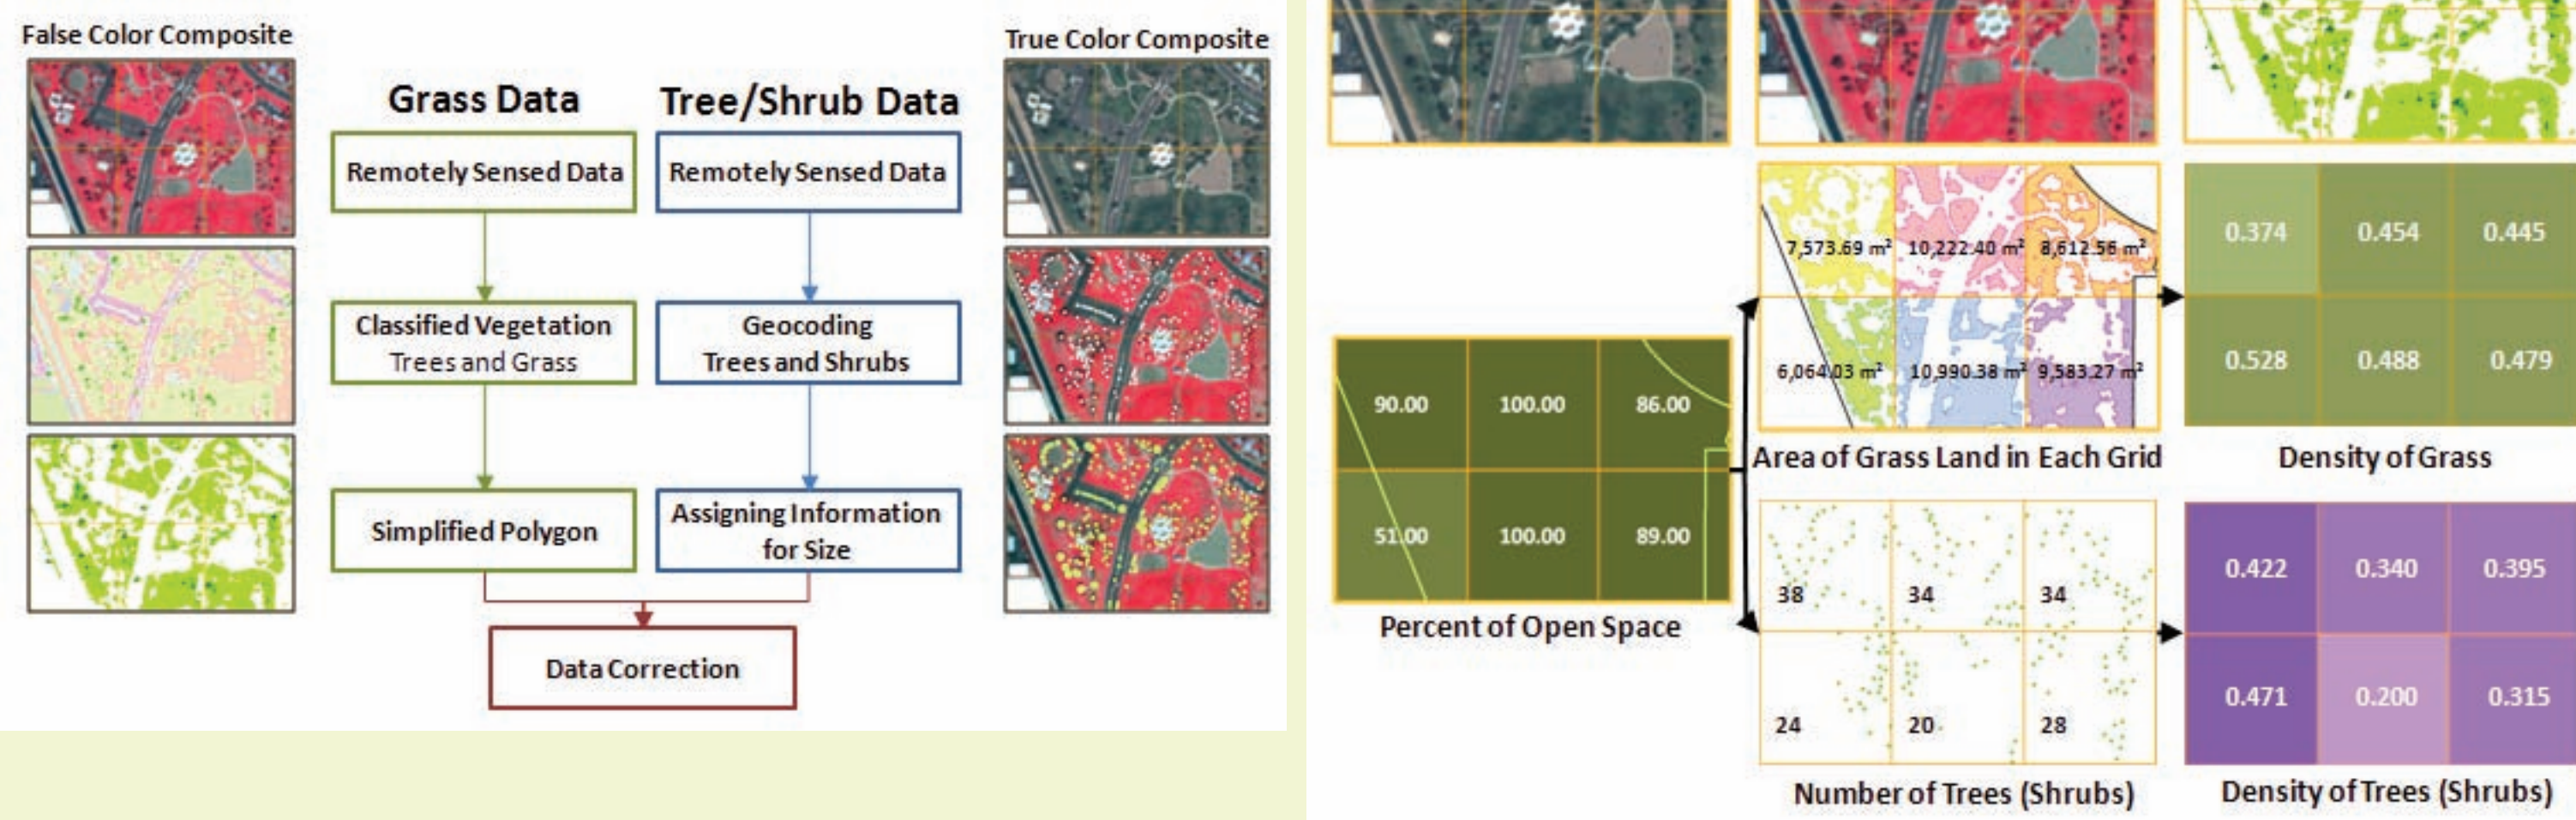 False Color Composite
True Color Composite
Grass Data
Tree/Shrub Data
Remotely Sensed Data
Remotely Sensed Data
Classified Vegetation
Trees and Grass
Geocoding
Trees and Shrubs
Simplified Polygon
Assigning Information
for Size
Data Correction
90.00 100.00 86.00
51.00 100.00 89.00
Percent of Open Space
7,573.69 m² 10,222.40 m² 8,612.56 m²
6,064.03 m² 10,990.38 m² 9,583.27 m²
Area of Grass Land in Each Grid
0.374 0.454 0.445
0.528 0.488 0.479
Density of Grass
38 34 34
24 20 28
Number of Trees (Shrubs)
0.422 0.340 0.395
0.471 0.200 0.315
Density of Trees (Shrubs)